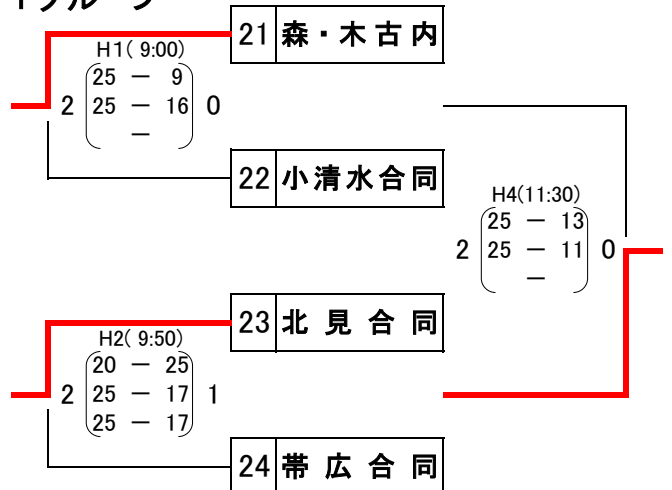 21 森・木古内
H1( 9:00)
25 － 9
2 25 － 16 0
－
22 小清水合同
H4(11:30)
25 － 13
2 25 － 11 0
－
23 北見合同
H2( 9:50)
20 － 25
2 25 － 17 1
25 － 17
24 帯広合同